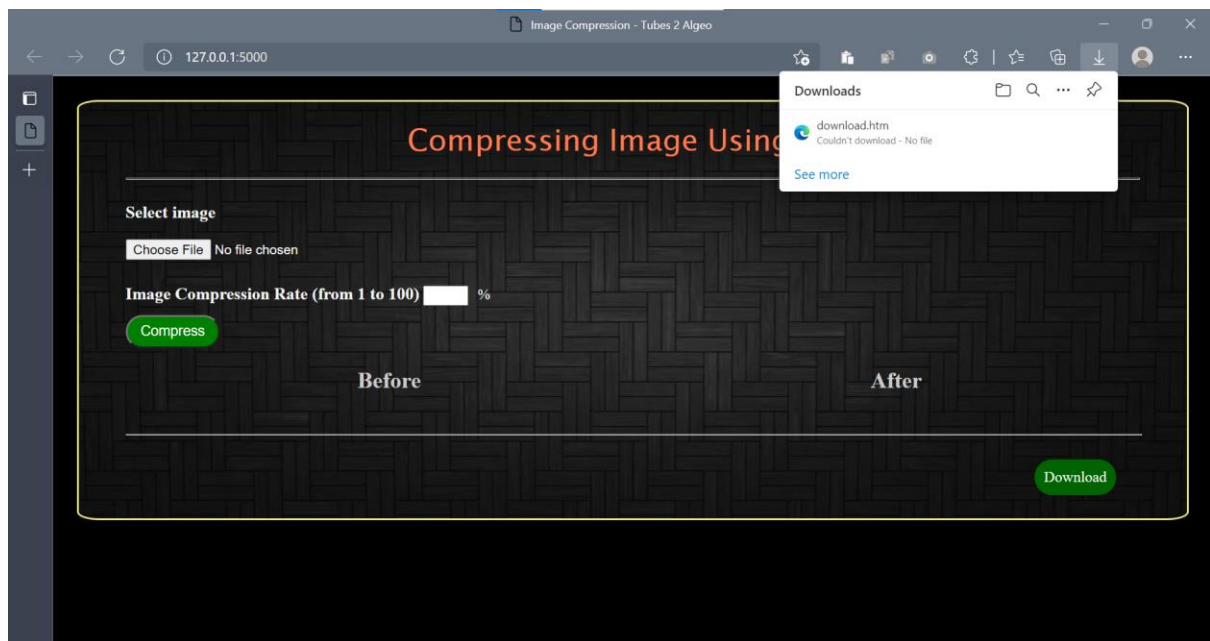 Image Compression - Tubes 2 Algeo
127.0.0.1:5000
Downloads
download.htm
Couldn't download - No file
See more
Compressing Image Using
Select image
Choose File No file chosen
Image Compression Rate (from 1 to 100) %
Compress
Before After
Download